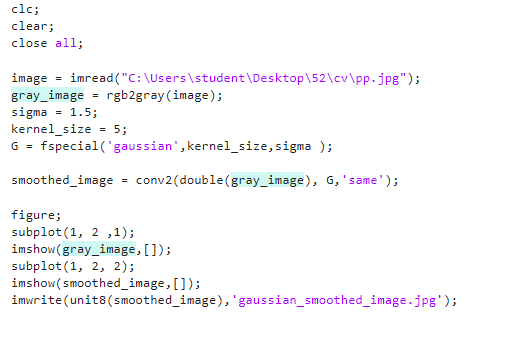 clc;
clear;
close all;
image = imread("C:\Users\student\Desktop\52\cv\pp.jpg");
gray_image = rgb2gray(image);
sigma = 1.5;
kernel_size = 5;
G = fspecial('gaussian',kernel_size,sigma );
smoothed_image = conv2(double(gray_image), G,'same');
figure;
subplot(1, 2 ,1);
imshow(gray_image,[]);
subplot(1, 2, 2);
imshow(smoothed_image,[]);
imwrite(unit8(smoothed_image),'gaussian_smoothed_image.jpg');